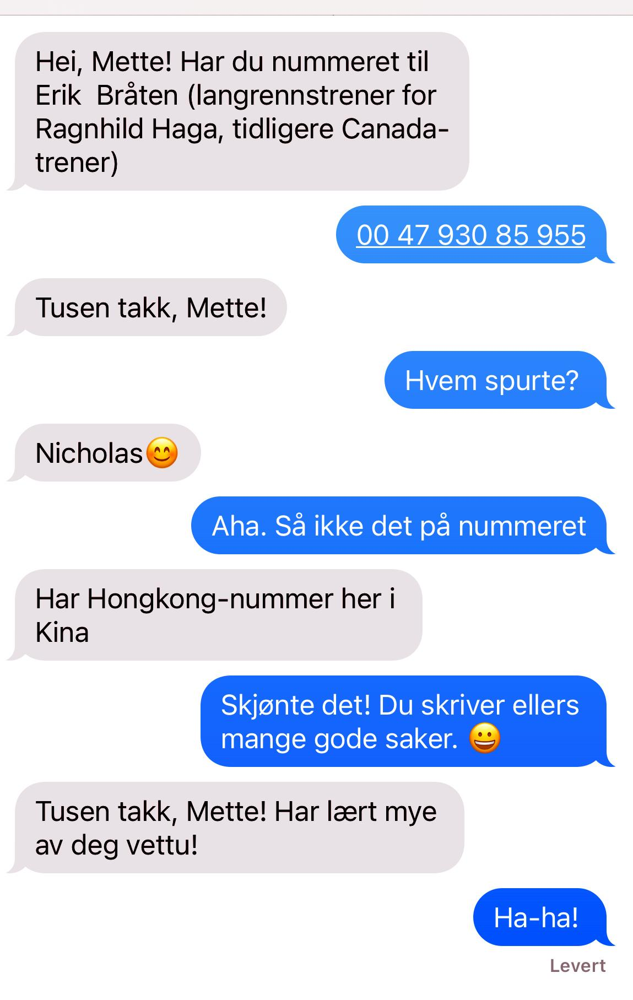 Hei, Mette! Har du nummeret til
Erik  Bråten (langrennstrener for
Ragnhild Haga, tidligere Canada-
trener)
00 47 930 85 955
Tusen takk, Mette!
Hvem spurte?
Nicholas😊
Aha. Så ikke det på nummeret
Har Hongkong-nummer her i
Kina
Skjønte det! Du skriver ellers
mange gode saker. 😀
Tusen takk, Mette! Har lært mye
av deg vettu!
Ha-ha!
Levert